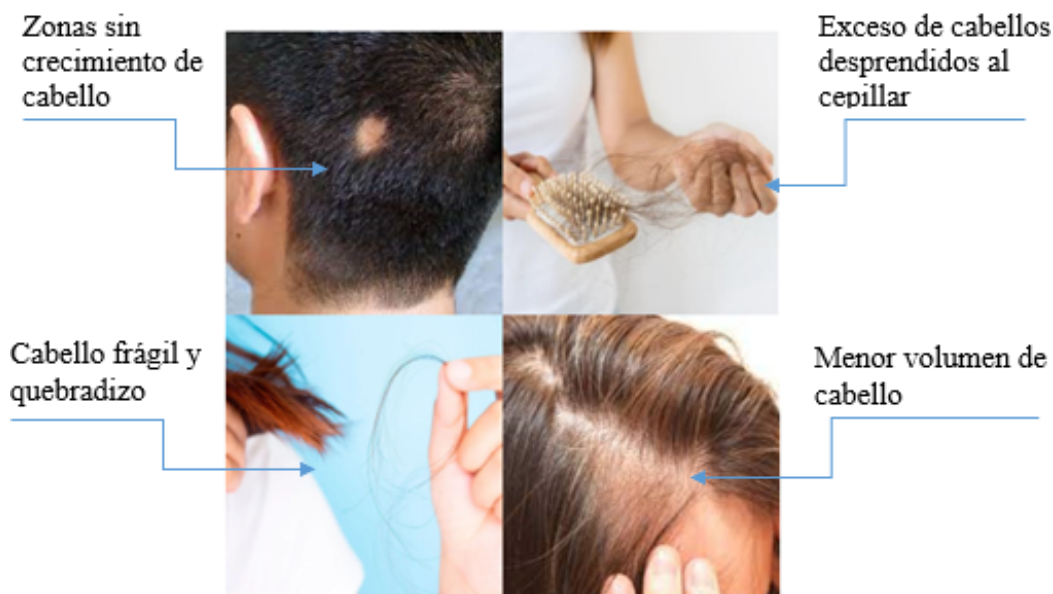 Zonas sin
crecimiento de
cabello
Exceso de cabellos
desprendidos al
cepillar
Cabello frágil y
quebradizo
Menor volumen de
cabello